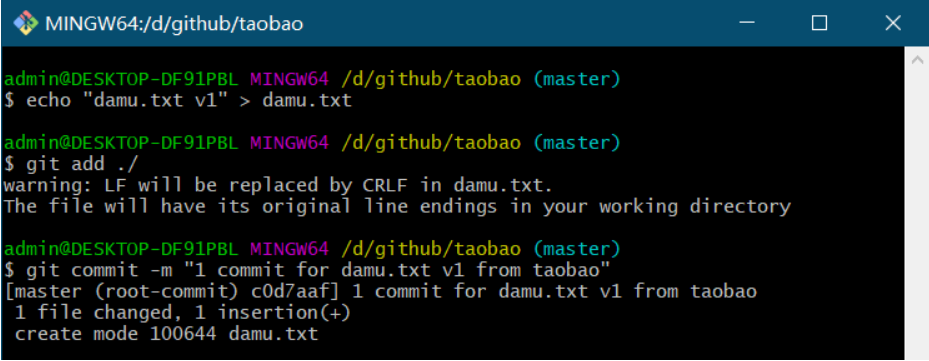 MINGW64:/d/github/taobao
admin@DESKTOP-DF91PBL MINGW64 /d/github/taobao (master)
$ echo "damu.txt v1" > damu.txt
admin@DESKTOP-DF91PBL MINGW64 /d/github/taobao (master)
$ git add ./
warning: LF will be replaced by CRLF in damu.txt.
The file will have its original line endings in your working directory
admin@DESKTOP-DF91PBL MINGW64 /d/github/taobao (master)
$ git commit -m "1 commit for damu.txt v1 from taobao"
[master (root-commit) c0d7aaf] 1 commit for damu.txt v1 from taobao
 1 file changed, 1 insertion(+)
 create mode 100644 damu.txt